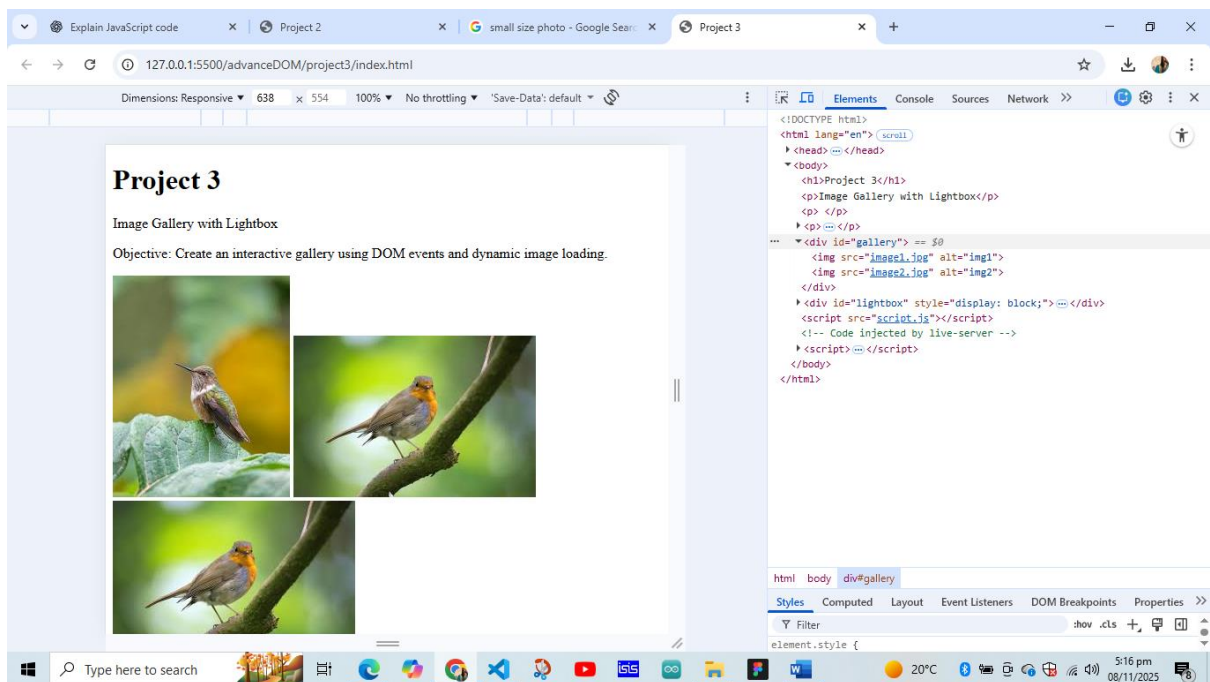 Explain JavaScript code
Project 2
small size photo - Google Searc
Project 3
127.0.0.1:5500/advanceDOM/project3/index.html
Dimensions: Responsive ▼ 638 x 554 100% ▼ No throttling ▼ 'Save-Data': default ▼
Elements Console Sources Network >>
Project 3
Image Gallery with Lightbox
Objective: Create an interactive gallery using DOM events and dynamic image loading.
<!DOCTYPE html>
<html lang="en"> scroll
<head> ... </head>
<body>
<h1>Project 3</h1>
<p>Image Gallery with Lightbox</p>
<p> </p>
<p> ... </p>
... <div id="gallery"> == $0
<img src="image1.jpg" alt="img1">
<img src="image2.jpg" alt="img2">
</div>
<div id="lightbox" style="display: block;"> ... </div>
<script src="script.js"></script>
<!-- Code injected by live-server -->
<script> ... </script>
</body>
</html>
html body div#gallery
Styles Computed Layout Event Listeners DOM Breakpoints Properties >>
Filter :hov .cls
element.style {
Type here to search
isis
20°C
5:16 pm
08/11/2025
8